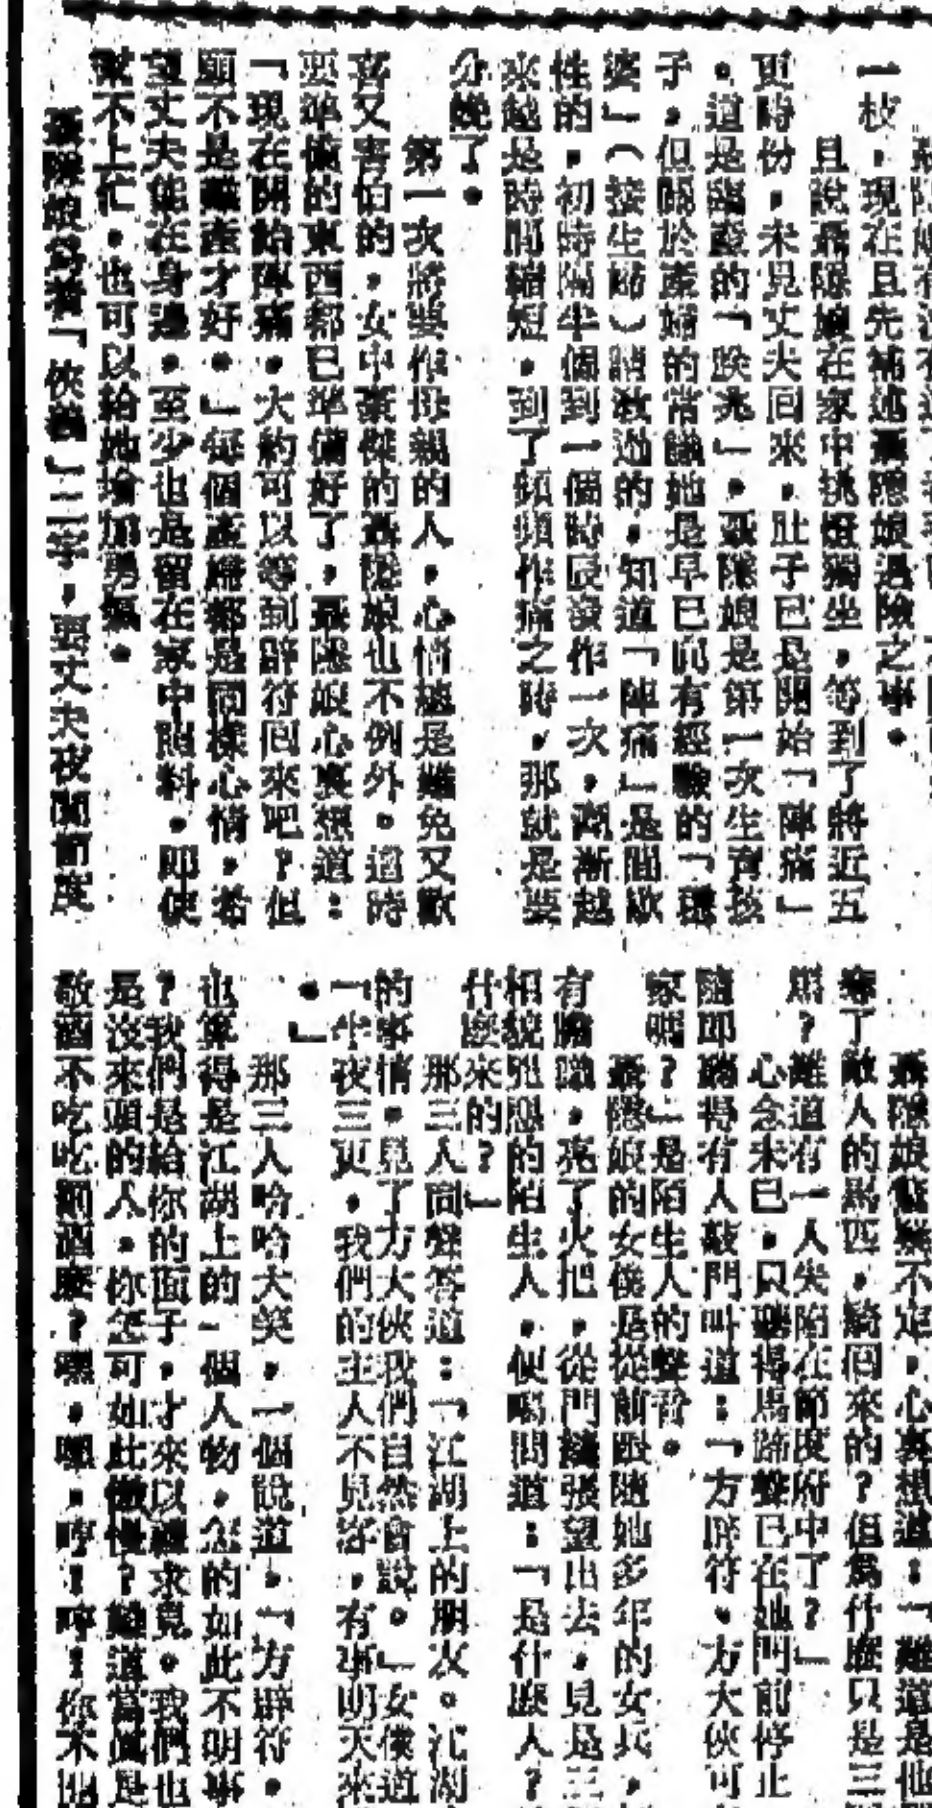 一枝，現在且先補述聶隱娘遇險之事。
且說聶隱娘在家中挑燈獨坐，等到了將近五
更時份，未見丈夫回來，肚子已是開始「陣痛」
。道是臨產的「　　」。聶隱娘是第一次生育孩
子，但關於產婦的常識她是早已向有經驗的「穩
婆」（接生婦）請教過的，知道「陣痛」是間歇
性的，初時隔半個到一個時辰發作一次，漸漸越
來越是時間縮短，到了頻頻作痛之時，那就是要
分娩了。
第一次將要作母親的人，心情總是難免又歡
喜又害怕的，女中豪傑的聶隱娘也不例外。這時
要準備的東西都已準備好了，聶隱娘心裏想道：
「現在開始陣痛，大約可以等到辟符回來吧？但
願不是難產才好。」每個產婦都是同樣心情，希
望丈夫能在身邊，至少也是留在家中照料，即使
幫不上忙，也可以給她增加勇氣。
聶隱娘爲着「俠義」二字，要丈夫夜闖節度
聶隱娘驚疑不定，心裏想道：「難道是他
奪了敵人的馬匹，騎回來的？但爲什麼只是三
馬？難道有一人失陷在節度府中了？」
心念未已，只聽得馬蹄聲已在她門前停止
隨即聽得有人敲門叫道：「方辟符，方大俠可
家呢？」是陌生人的聲音。
聶隱娘的女僕是從前跟隨她多年的女兵，
有膽識，亮了火把，從門縫張望出去，見是三
相貌兇惡的陌生人，便喝問道：「是什麼人？
什麼來的？」
那三人同聲答道：「江湖上的朋友。江湖
的事情，見了方大俠我們自然會說。」女僕道
一半夜三更，我們的主人不見客，有事明天來
。」
那三人哈哈大笑，一個說道，「方辟符，
也算得是江湖上的一個人物，怎的如此不明事
？我們是給你的面子，才來以禮求見。我們也
是沒來頭的人，你怎可如此傲慢？難道當眞是
敬酒不吃吃罰酒麼？嘿，嘿，哼！哼！你不出